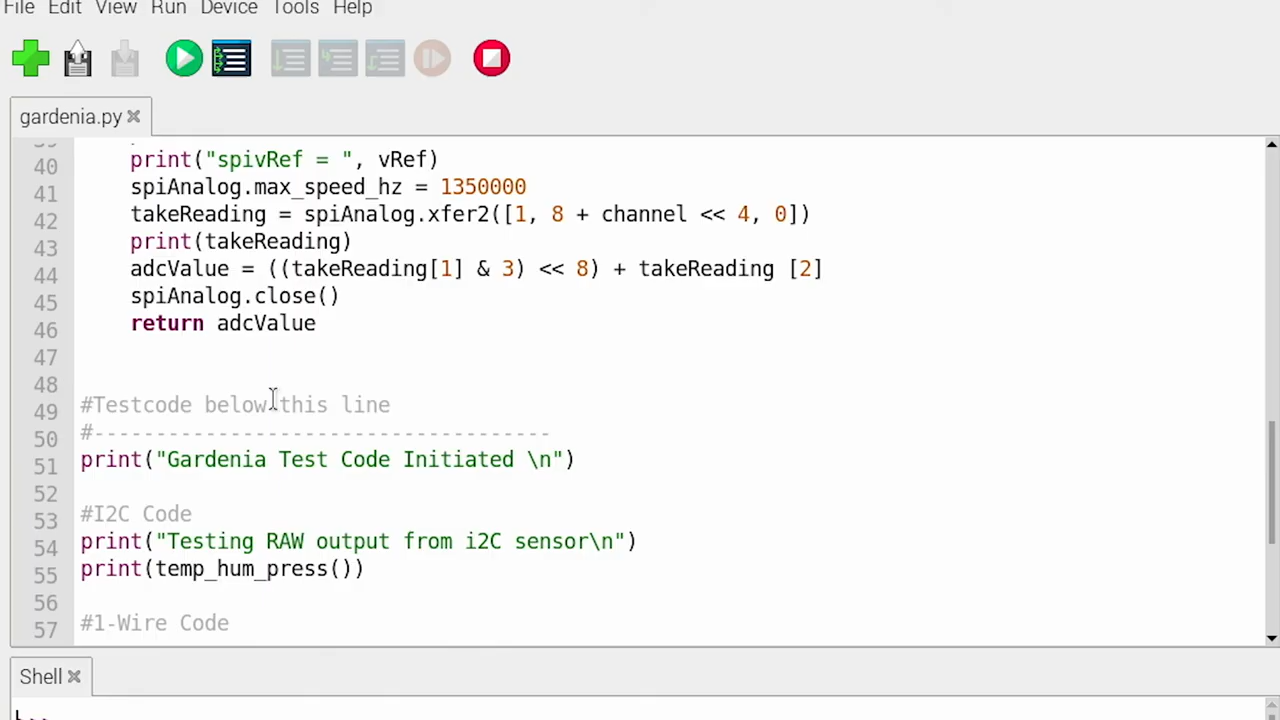 File Edit View Run Device Tools Help
gardenia.py
40 print("spivRef = ", vRef)
41 spiAnalog.max_speed_hz = 1350000
42 takeReading = spiAnalog.xfer2([1, 8 + channel << 4, 0])
43 print(takeReading)
44 adcValue = ((takeReading[1] & 3) << 8) + takeReading [2]
45 spiAnalog.close()
46 return adcValue
47
48
49 #Testcode below this line
50 #-------------------------------------
51 print("Gardenia Test Code Initiated \n")
52
53 #I2C Code
54 print("Testing RAW output from i2C sensor\n")
55 print(temp_hum_press())
56
57 #1-Wire Code
Shell